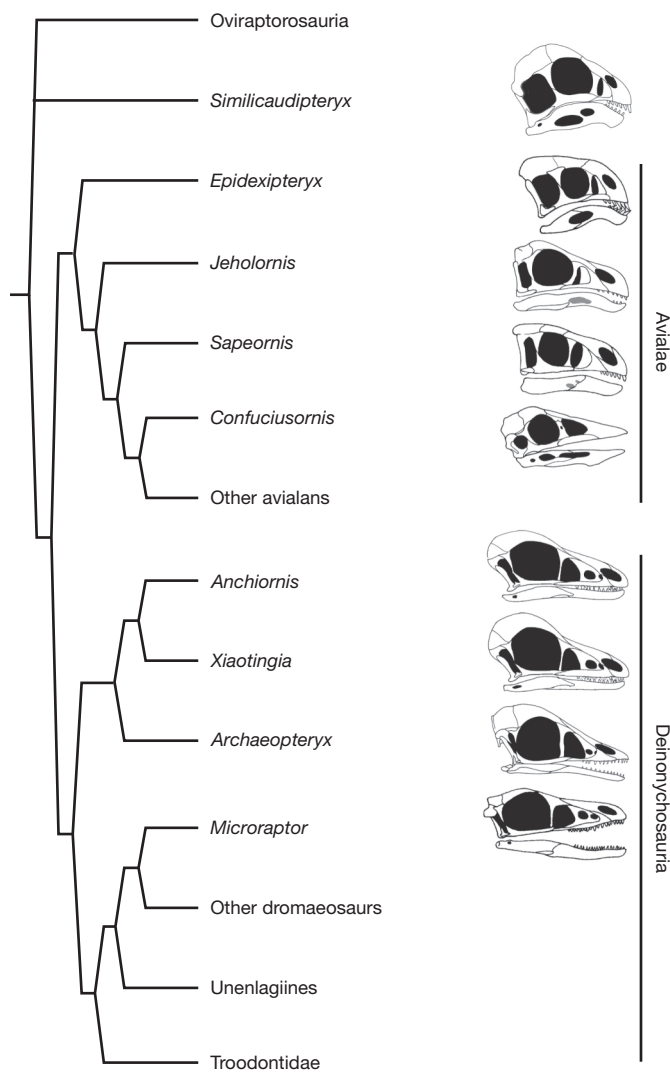 Oviraptorosauria
Similicaudipteryx
Epidexipteryx
Jeholornis
Sapeornis
Confuciusornis
Other avialans
Avialae
Anchiornis
Xiaotingia
Archaeopteryx
Microraptor
Other dromaeosaurs
Unenlagiines
Troodontidae
Deinonychosauria